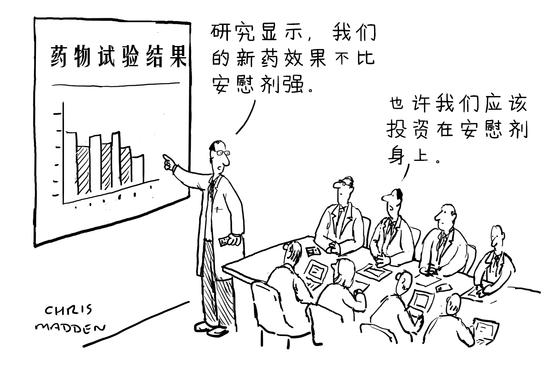 药物试验结果
研究显示，我们
的新药效果不比
安慰剂强。
也许我们应该
投资在安慰剂
身上。
CHRIS
MADDEN